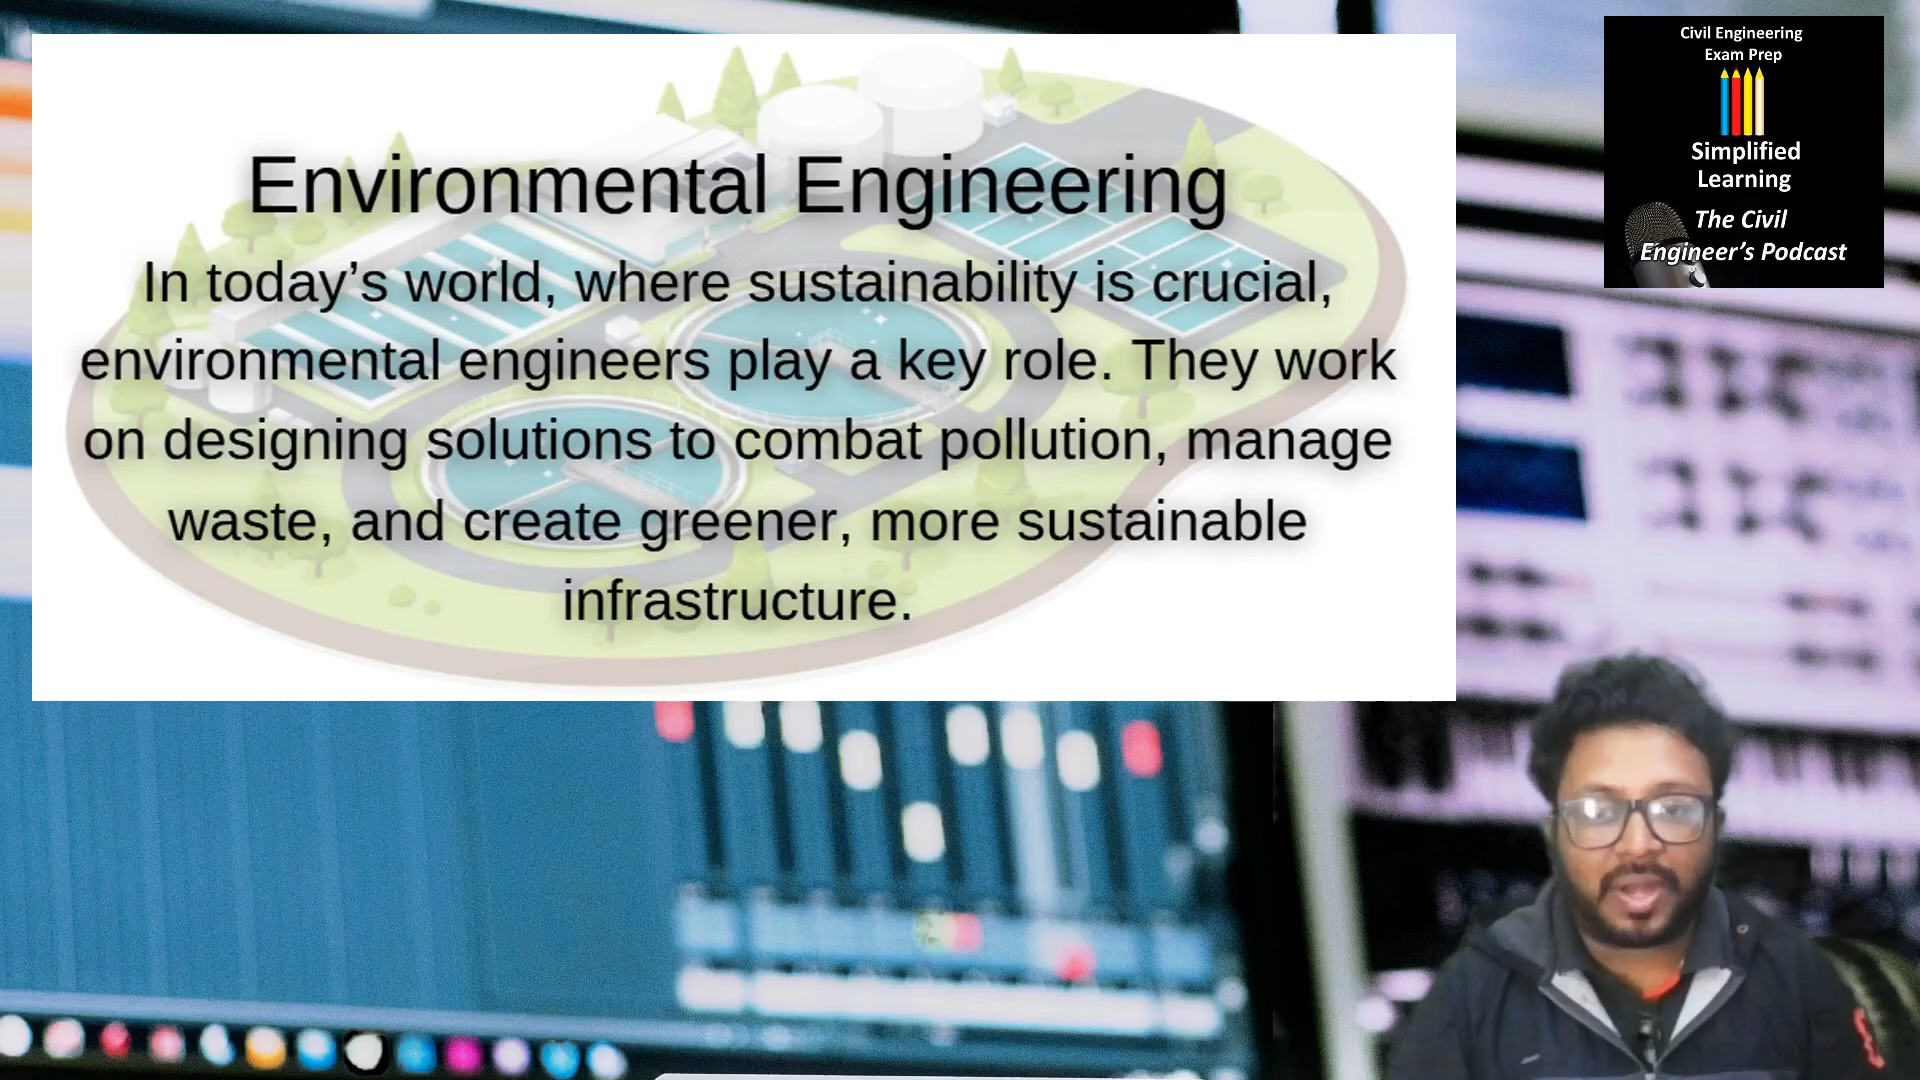 Environmental Engineering
In today’s world, where sustainability is crucial,
environmental engineers play a key role. They work
on designing solutions to combat pollution, manage
waste, and create greener, more sustainable
infrastructure.
Civil Engineering
Exam Prep
Simplified
Learning
The Civil
Engineer’s Podcast